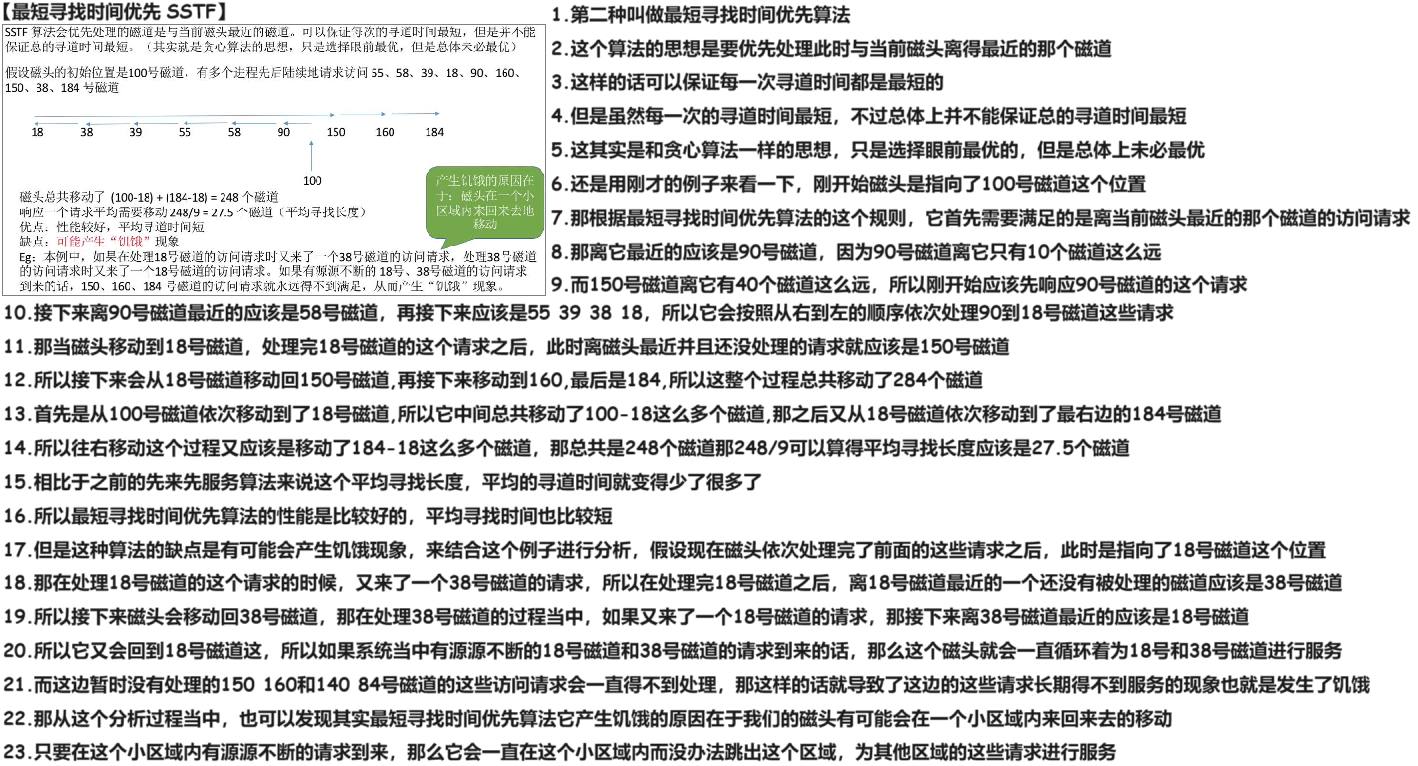 【最短寻找时间优先 SSTF】
SSTF 算法会优先处理的磁道是与当前磁头最近的磁道。可以保证每次的寻道时间最短，但是并不能
保证总的寻道时间最短。（其实就是贪心算法的思想，只是选择眼前最优，但是总体未必最优）
假设磁头的初始位置是100号磁道，有多个进程先后陆续地请求访问 55、58、39、18、90、160、
150、38、184 号磁道
18 38 39 55 58 90 150 160 184
100
产生饥饿的原因在
于：磁头在一个小
区域内来回来去地
移动
磁头总共移动了 (100-18) + (184-18) = 248 个磁道
响应一个请求平均需要移动 248/9 = 27.5 个磁道（平均寻找长度）
优点：性能较好，平均寻道时间短
缺点：可能产生“饥饿”现象
Eg：本例中，如果在处理18号磁道的访问请求时又来了一个38号磁道的访问请求，处理38号磁道
的访问请求时又来了一个18号磁道的访问请求。如果有源源不断的 18号、38号磁道的访问请求
到来的话，150、160、184 号磁道的访问请求就永远得不到满足，从而产生“饥饿”现象。
1.第二种叫做最短寻找时间优先算法
2.这个算法的思想是要优先处理此时与当前磁头离得最近的那个磁道
3.这样的话可以保证每一次寻道时间都是最短的
4.但是虽然每一次的寻道时间最短，不过总体上并不能保证总的寻道时间最短
5.这其实是和贪心算法一样的思想，只是选择眼前最优的，但是总体上未必最优
6.还是用刚才的例子来看一下，刚开始磁头是指向了100号磁道这个位置
7.那根据最短寻找时间优先算法的这个规则，它首先需要满足的是离当前磁头最近的那个磁道的访问请求
8.那离它最近的应该是90号磁道，因为90号磁道离它只有10个磁道这么远
9.而150号磁道离它有40个磁道这么远，所以刚开始应该先响应90号磁道的这个请求
10.接下来离90号磁道最近的应该是58号磁道，再接下来应该是55 39 38 18，所以它会按照从右到左的顺序依次处理90到18号磁道这些请求
11.那当磁头移动到18号磁道，处理完18号磁道的这个请求之后，此时离磁头最近并且还没处理的请求就应该是150号磁道
12.所以接下来会从18号磁道移动回150号磁道,再接下来移动到160,最后是184,所以这整个过程总共移动了284个磁道
13.首先是从100号磁道依次移动到了18号磁道,所以它中间总共移动了100-18这么多个磁道,那之后又从18号磁道依次移动到了最右边的184号磁道
14.所以往右移动这个过程又应该是移动了184-18这么多个磁道，那总共是248个磁道那248/9可以算得平均寻找长度应该是27.5个磁道
15.相比于之前的先来先服务算法来说这个平均寻找长度，平均的寻道时间就变得少了很多了
16.所以最短寻找时间优先算法的性能是比较好的，平均寻找时间也比较短
17.但是这种算法的缺点是有可能会产生饥饿现象，来结合这个例子进行分析，假设现在磁头依次处理完了前面的这些请求之后，此时是指向了18号磁道这个位置
18.那在处理18号磁道的这个请求的时候，又来了一个38号磁道的请求，所以在处理完18号磁道之后，离18号磁道最近的一个还没有被处理的磁道应该是38号磁道
19.所以接下来磁头会移动回38号磁道，那在处理38号磁道的过程当中，如果又来了一个18号磁道的请求，那接下来离38号磁道最近的应该是18号磁道
20.所以它又会回到18号磁道这，所以如果系统当中有源源不断的18号磁道和38号磁道的请求到来的话，那么这个磁头就会一直循环着为18号和38号磁道进行服务
21.而这边暂时没有处理的150 160和140 84号磁道的这些访问请求会一直得不到处理，那这样的话就导致了这边的这些请求长期得不到服务的现象也就是发生了饥饿
22.那从这个分析过程当中，也可以发现其实最短寻找时间优先算法它产生饥饿的原因在于我们的磁头有可能会在一个小区域内来回来去的移动
23.只要在这个小区域内有源源不断的请求到来，那么它会一直在这个小区域内而没办法跳出这个区域，为其他区域的这些请求进行服务